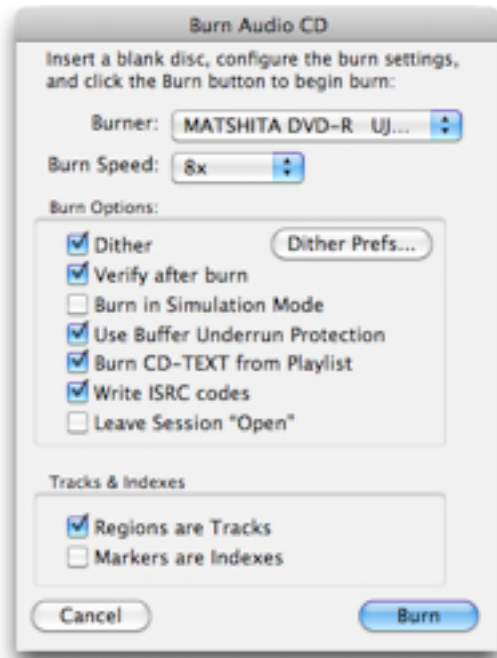 Burn Audio CD
Insert a blank disc, configure the burn settings,
and click the Burn button to begin burn:
Burner: MATSHITA DVD-R UJ...
Burn Speed: 8x
Burn Options:
Dither Dither Prefs...
Verify after burn
Burn in Simulation Mode
Use Buffer Underrun Protection
Burn CD-TEXT from Playlist
Write ISRC codes
Leave Session "Open"
Tracks & Indexes
Regions are Tracks
Markers are Indexes
Cancel Burn